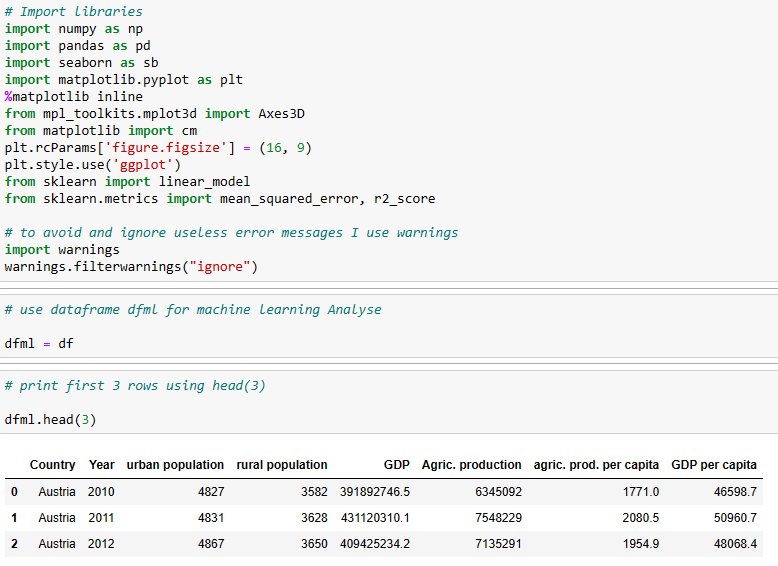 # Import Libraries
import numpy as np
import pandas as pd
import seaborn as sb
import matplotlib.pyplot as plt
%matplotlib inline
from mpl_toolkits.mplot3d import Axes3D
from matplotlib import cm
plt.rcParams['figure.figsize'] = (16, 9)
plt.style.use('ggplot')
from sklearn import linear_model
from sklearn.metrics import mean_squared_error, r2_score
# to avoid and ignore useless error messages I use warnings
import warnings
warnings.filterwarnings("ignore")
# use dataframe dfml for machine learning Analyse
dfml = df
# print first 3 rows using head(3)
dfml.head(3)
Country Year urban population rural population GDP Agric. production agric. prod. per capita GDP per capita
0 Austria 2010 4827 3582 391892746.5 6345092 1771.0 46598.7
1 Austria 2011 4831 3628 431120310.1 7548229 2080.5 50960.7
2 Austria 2012 4867 3650 409425234.2 7135291 1954.9 48068.4